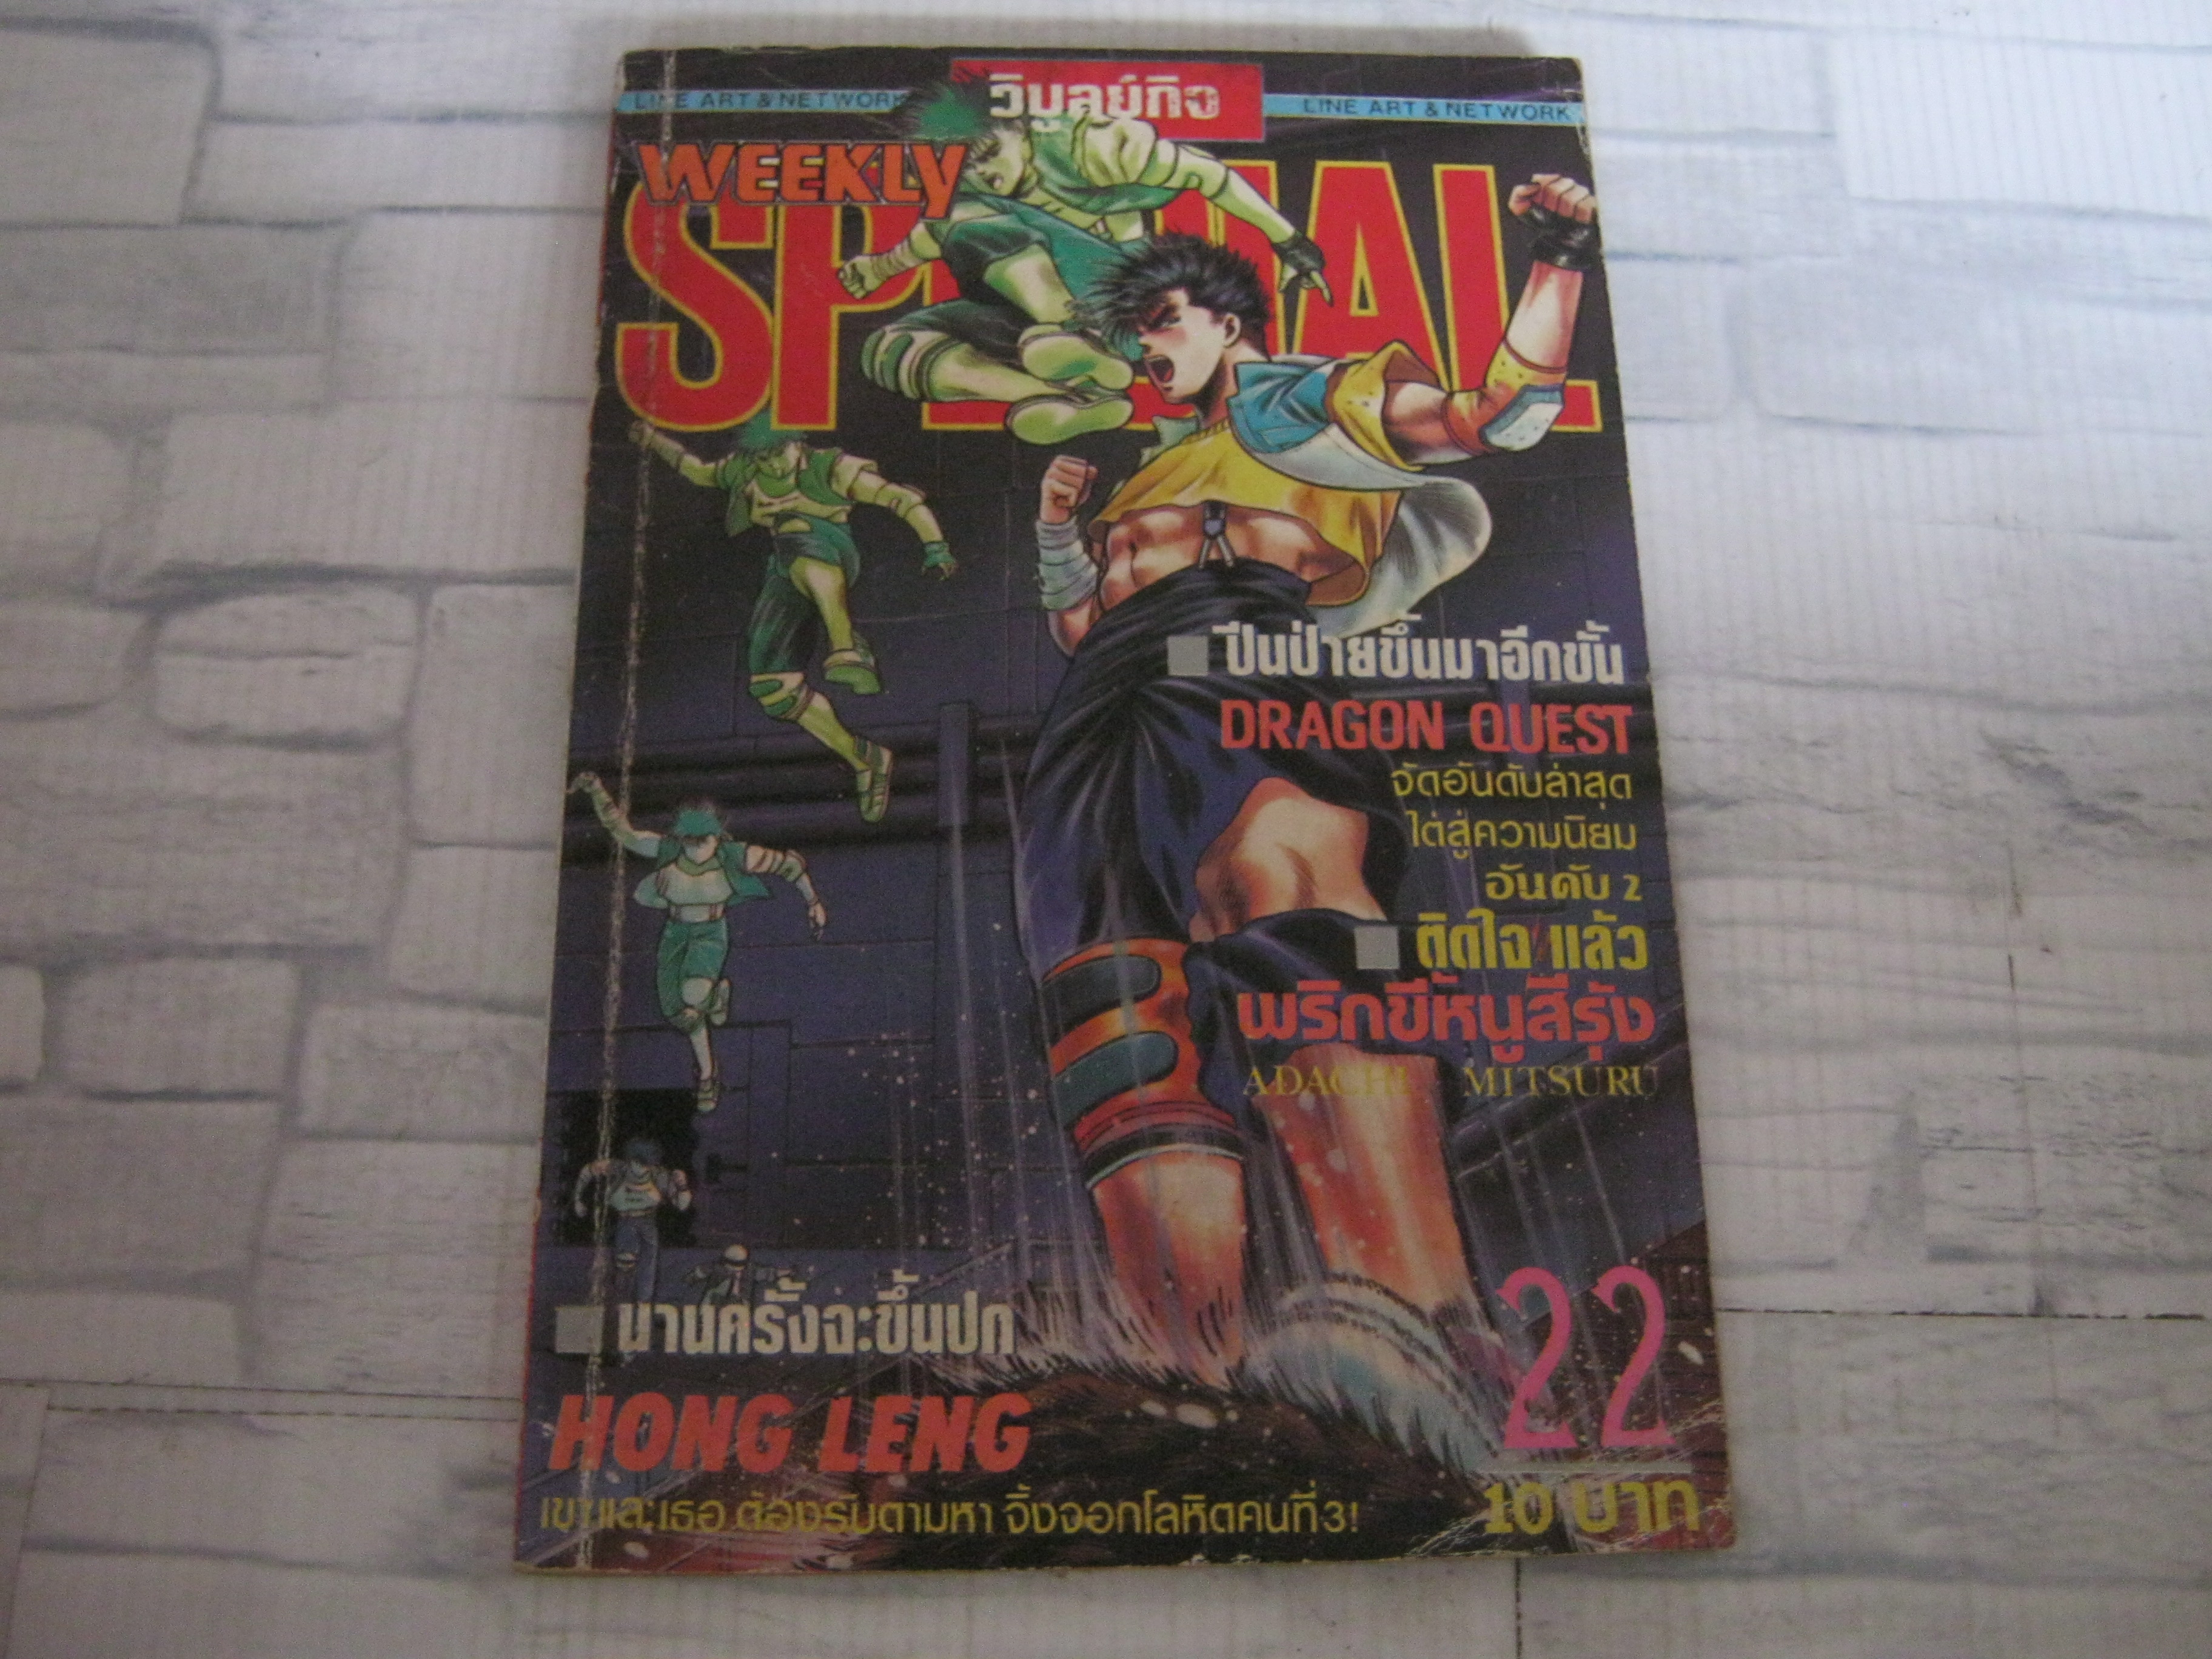 LINE ART & NETWORK
วิบูลย์กิจ
LINE ART & NETWORK
WEEKLY
SPECIAL
ปีนป่ายขึ้นมาอีกขั้น
DRAGON QUEST
จัดอันดับล่าสุด
ไต่สู่ความนิยม
อันดับ 2
ติดใจแล้ว
พริกขี้หนูสีรุ้ง
ADACHI MITSURU
นานครั้งจะขึ้นปก
HONG LENG
เขาและเธอ ต้องรับตามหา จิ้งจอกโลหิตคนที่3!
22
10 บาท